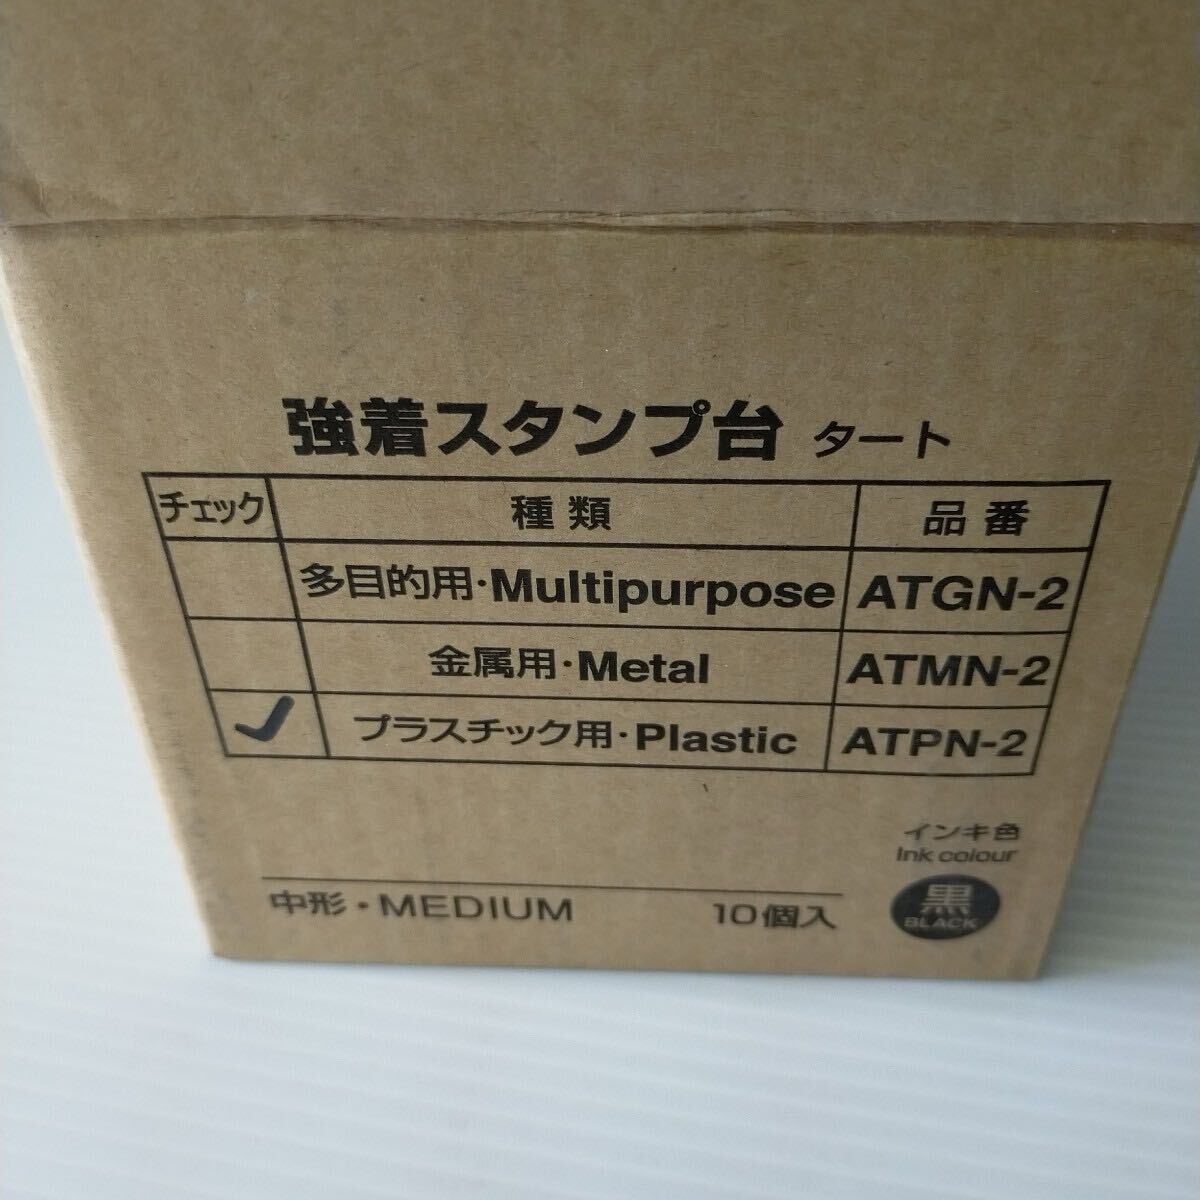 強着スタンプ台 タート
チェック 種類 品番
多目的用・Multipurpose ATGN-2
金属用・Metal ATMN-2
✓ プラスチック用・Plastic ATPN-2
インキ色
Ink colour
黒
BLACK
中形・MEDIUM 10個入